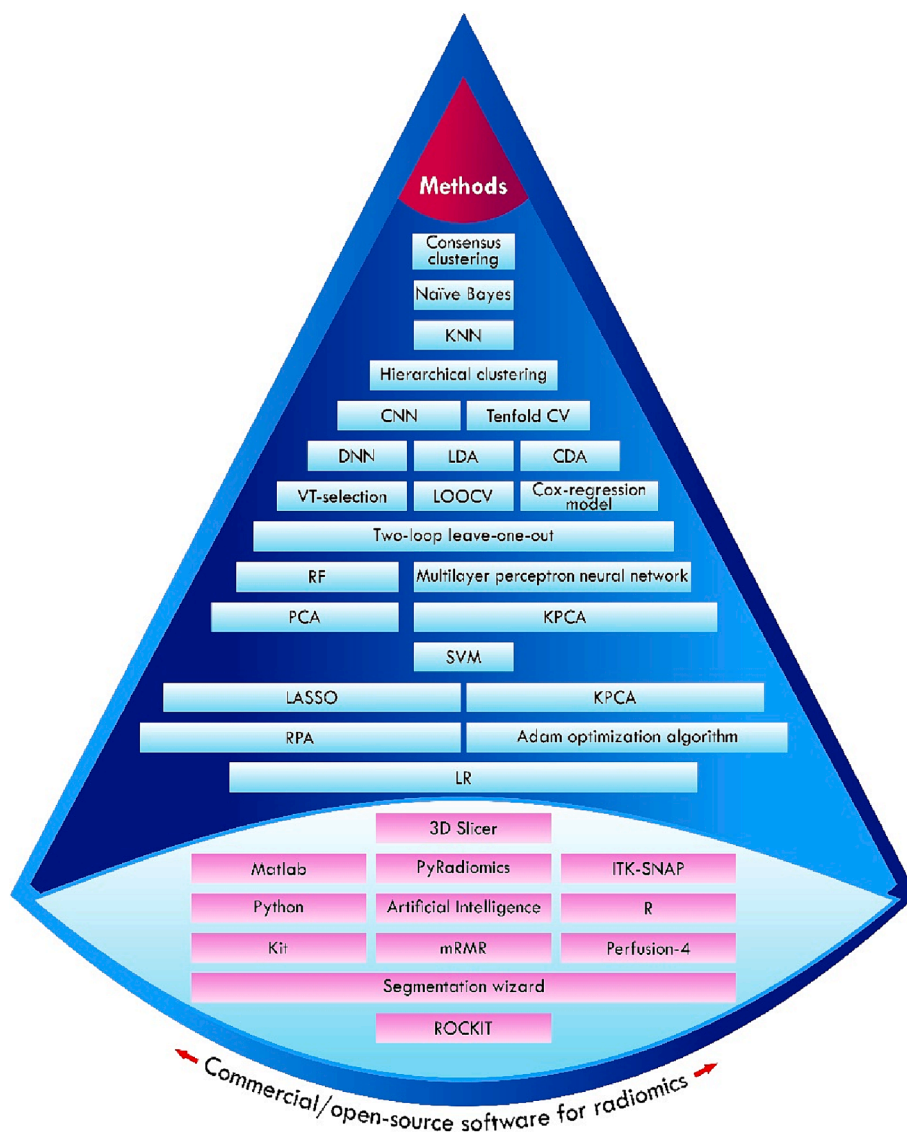 Methods
Consensus
clustering
Naïve Bayes
KNN
Hierarchical clustering
CNN
Tenfold CV
DNN
LDA
CDA
VT-selection
LOOCV
Cox-regression
model
Two-loop leave-one-out
RF
Multilayer perceptron neural network
PCA
KPCA
SVM
LASSO
KPCA
RPA
Adam optimization algorithm
LR
3D Slicer
Matlab
PyRadiomics
ITK-SNAP
Python
Artificial Intelligence
R
Kit
mRMR
Perfusion-4
Segmentation wizard
ROCKIT
Commercial/open-source software for radiomics